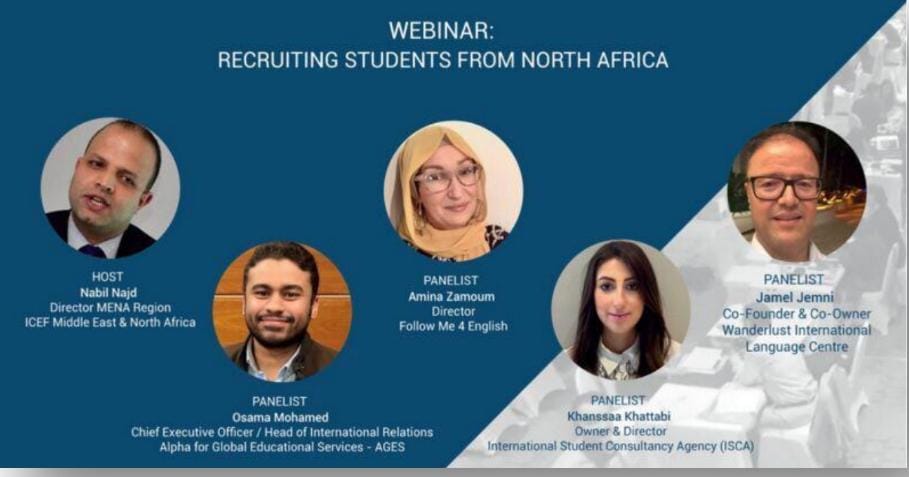 WEBINAR:
RECRUITING STUDENTS FROM NORTH AFRICA
HOST
Nabil Najd
Director MENA Region
ICEF Middle East & North Africa
PANELIST
Osama Mohamed
Chief Executive Officer / Head of International Relations
Alpha for Global Educational Services - AGES
PANELIST
Amina Zamoum
Director
Follow Me 4 English
PANELIST
Khanssaa Khattabi
Owner & Director
International Student Consultancy Agency (ISCA)
PANELIST
Jamel Jemni
Co-Founder & Co-Owner
Wanderlust International
Language Centre